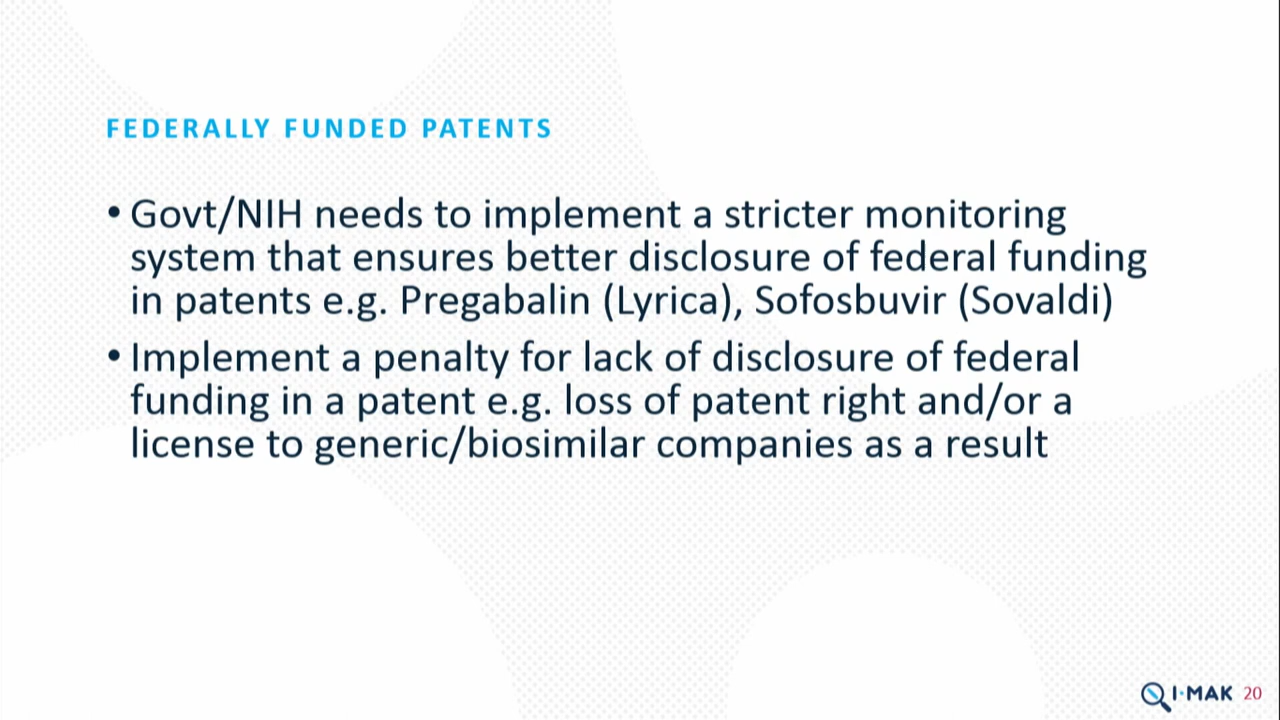 FEDERALLY FUNDED PATENTS
• Govt/NIH needs to implement a stricter monitoring
system that ensures better disclosure of federal funding
in patents e.g. Pregabalin (Lyrica), Sofosbuvir (Sovaldi)
• Implement a penalty for lack of disclosure of federal
funding in a patent e.g. loss of patent right and/or a
license to generic/biosimilar companies as a result
I·MAK 20